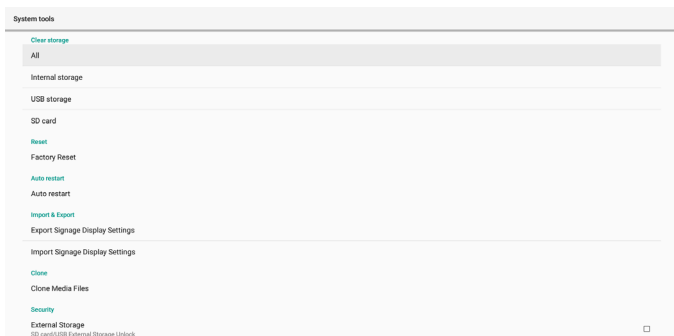 System tools
Clear storage
All
Internal storage
USB storage
SD card
Reset
Factory Reset
Auto restart
Auto restart
Import & Export
Export Signage Display Settings
Import Signage Display Settings
Clone
Clone Media Files
Security
External Storage
SD card/USB External Storage Unlock